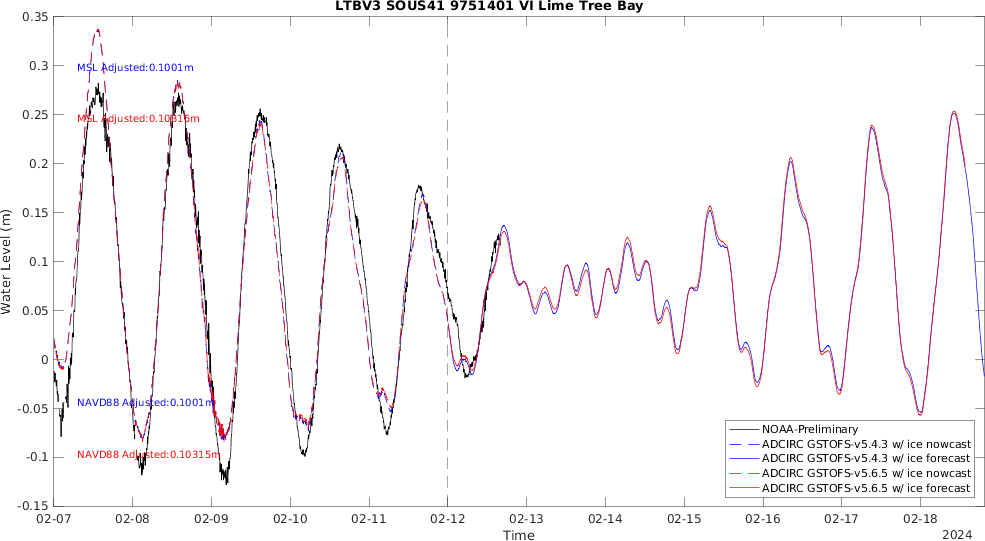 LTBV3 SOUS41 9751401 VI Lime Tree Bay
Water Level (m)
0.35
0.3
0.25
0.2
0.15
0.1
0.05
0
-0.05
-0.1
-0.15
MSL Adjusted:0.1001m
MSL Adjusted:0.10315m
NAVD88 Adjusted:0.1001m
NAVD88 Adjusted:0.10315m
NOAA-Preliminary
ADCIRC GSTOFS-v5.4.3 w/ ice nowcast
ADCIRC GSTOFS-v5.4.3 w/ ice forecast
ADCIRC GSTOFS-v5.6.5 w/ ice nowcast
ADCIRC GSTOFS-v5.6.5 w/ ice forecast
02-07 02-08 02-09 02-10 02-11 02-12 02-13 02-14 02-15 02-16 02-17 02-18
Time
2024